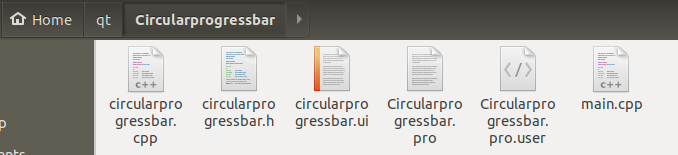 Home qt Circularprogressbar
c++ c++
circularpro circularpro circularpro Circularpro Circularpro main.cpp
gressbar. gressbar.h gressbar.ui gressbar. gressbar.
cpp pro pro.user
p
ents